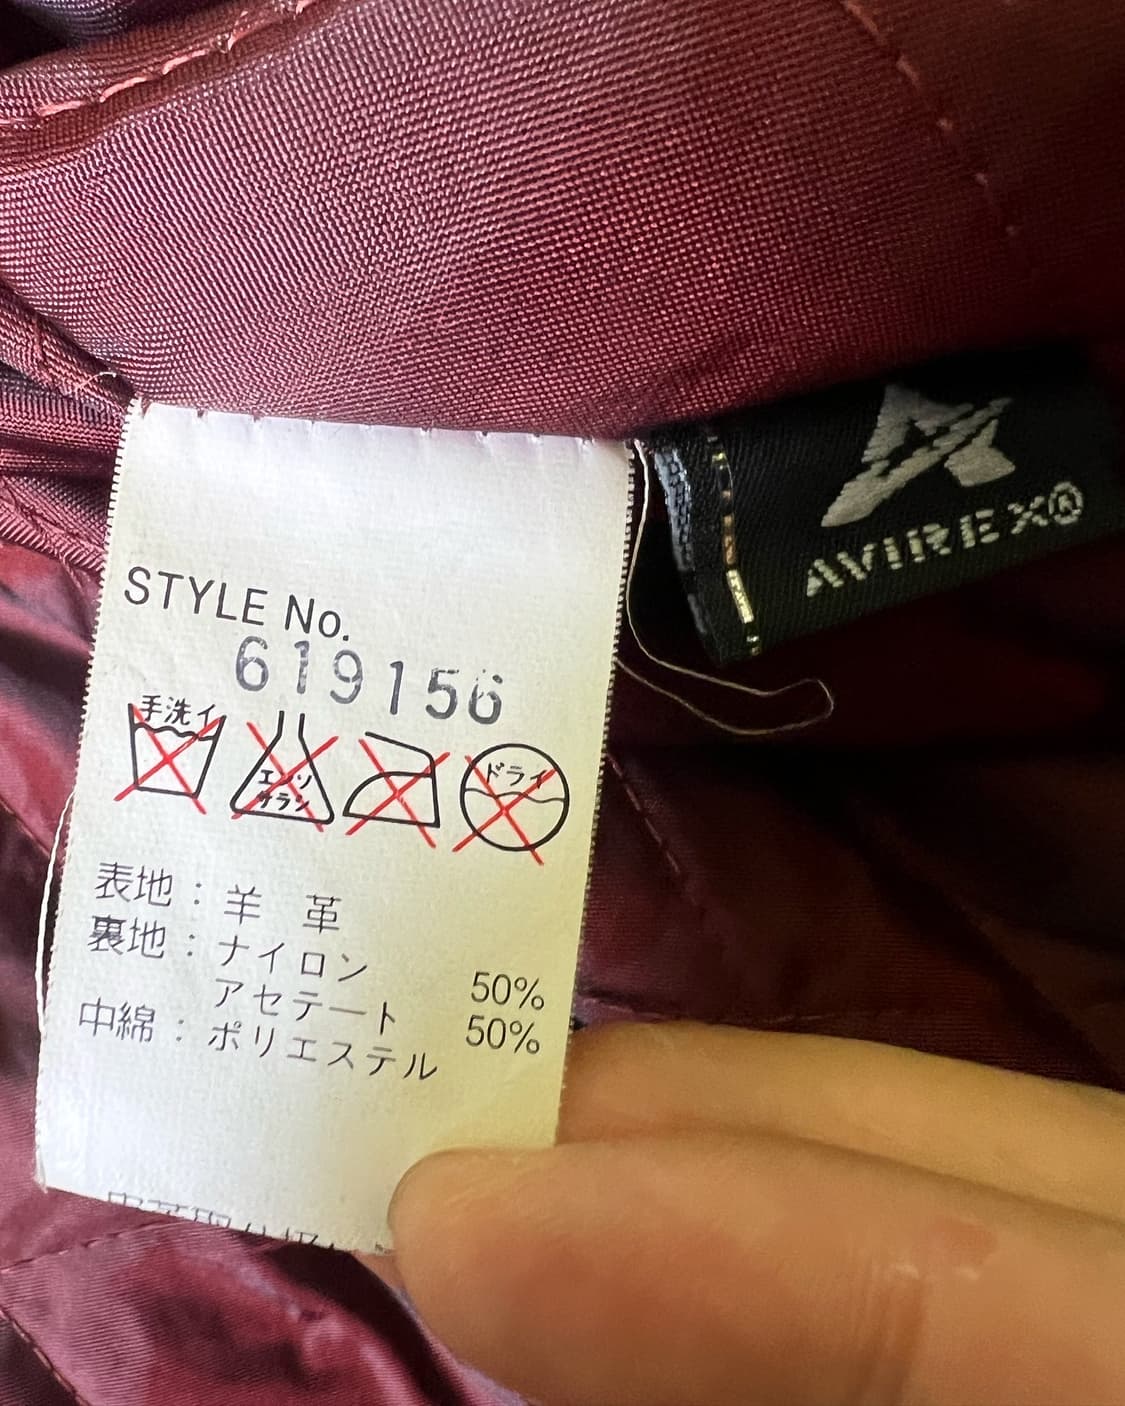 STYLE No.
619156
手洗イ
エンソ
サラシ
ドライ
表地：羊 革
裏地：ナイロン 50%
アセテート 50%
中綿：ポリエステル
AVIREX®